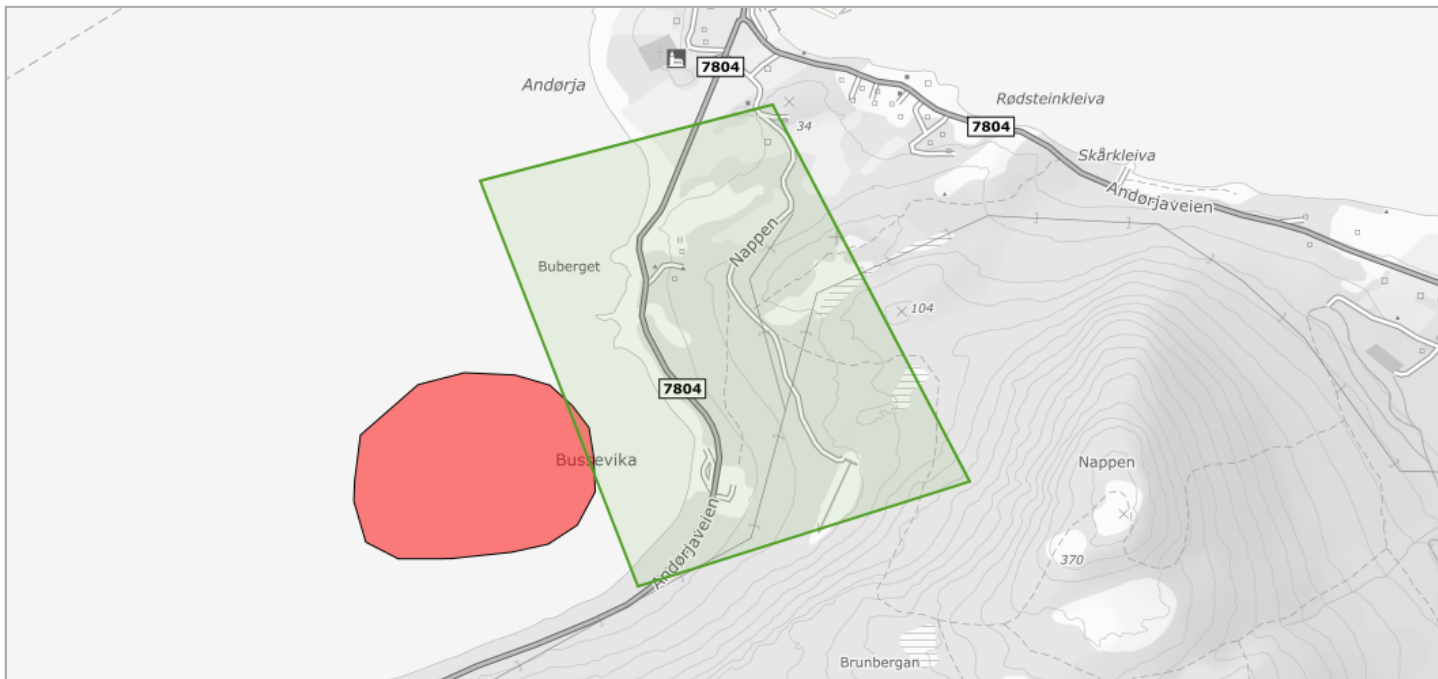 7804
Andørja
Rødsteinkleiva
34
7804
Skårkleiva
Andørjaveien
Nappen
Buberget
104
7804
Bussevika
Nappen
Andørjaveien
370
Brunbergan